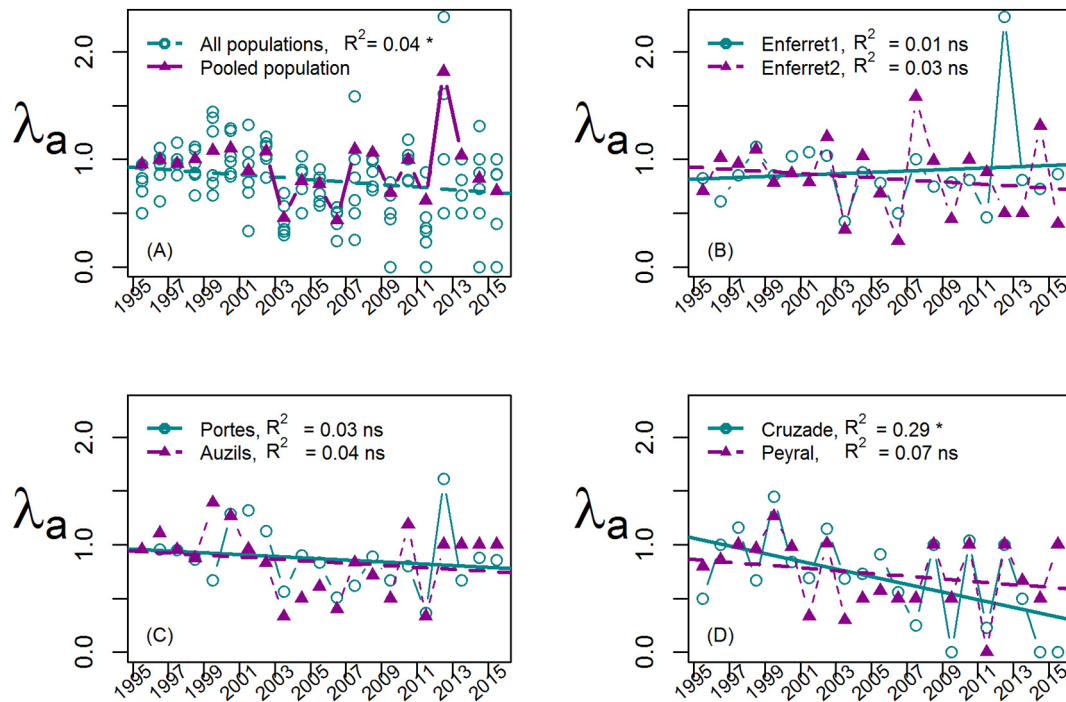 All populations, R2 = 0.04 *
Pooled population
λa
2.0
1.0
0.0
(A)
1995 1997 1999 2001 2003 2005 2007 2009 2011 2013 2015
Enferret1, R2 = 0.01 ns
Enferret2, R2 = 0.03 ns
λa
2.0
1.0
0.0
(B)
1995 1997 1999 2001 2003 2005 2007 2009 2011 2013 2015
Portes, R2 = 0.03 ns
Auzils, R2 = 0.04 ns
λa
2.0
1.0
0.0
(C)
1995 1997 1999 2001 2003 2005 2007 2009 2011 2013 2015
Cruzade, R2 = 0.29 *
Peyral, R2 = 0.07 ns
λa
2.0
1.0
0.0
(D)
1995 1997 1999 2001 2003 2005 2007 2009 2011 2013 2015